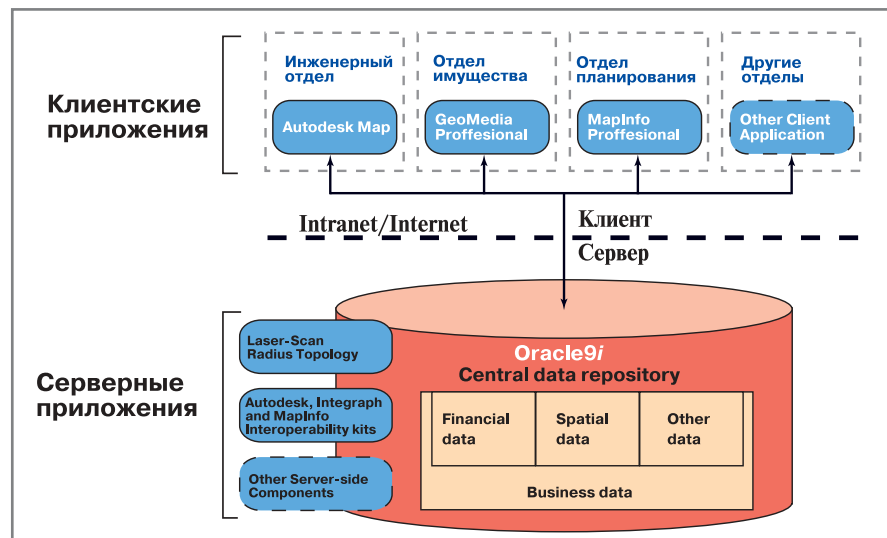 Клиентские
приложения
Инженерный
отдел
Autodesk Map
Отдел
имущества
GeoMedia
Proffesional
Отдел
планирования
MapInfo
Proffesional
Другие
отделы
Other Client
Application
Intranet/Internet
Клиент
Сервер
Серверные
приложения
Laser-Scan
Radius Topology
Autodesk, Integraph
and MapInfo
Interoperability kits
Other Server-side
Components
Oracle9i
Central data repository
Financial
data
Spatial
data
Other
data
Business data